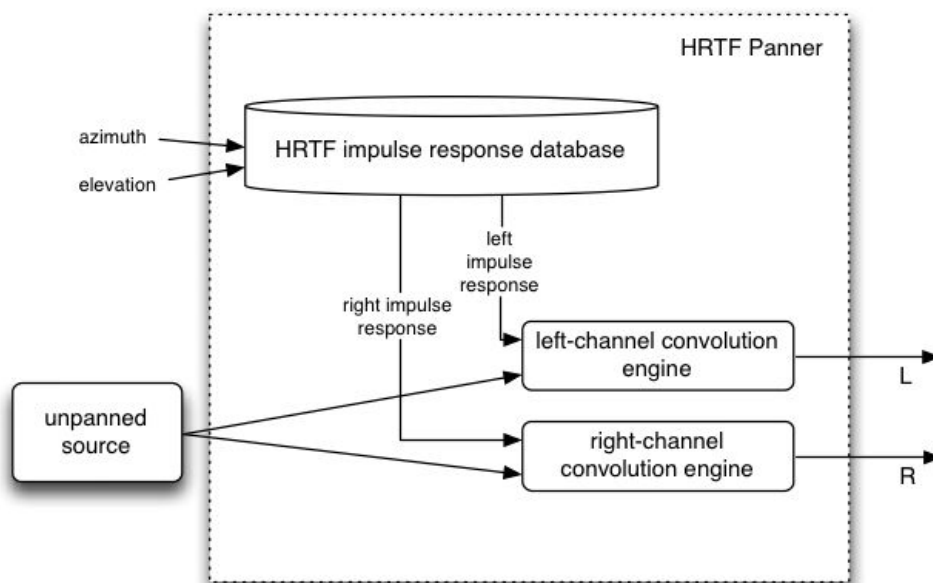 HRTF Panner
azimuth
HRTF impulse response database
elevation
left
impulse
response
right impulse
response
left-channel convolution
engine
L
unpanned
source
right-channel
convolution engine
R